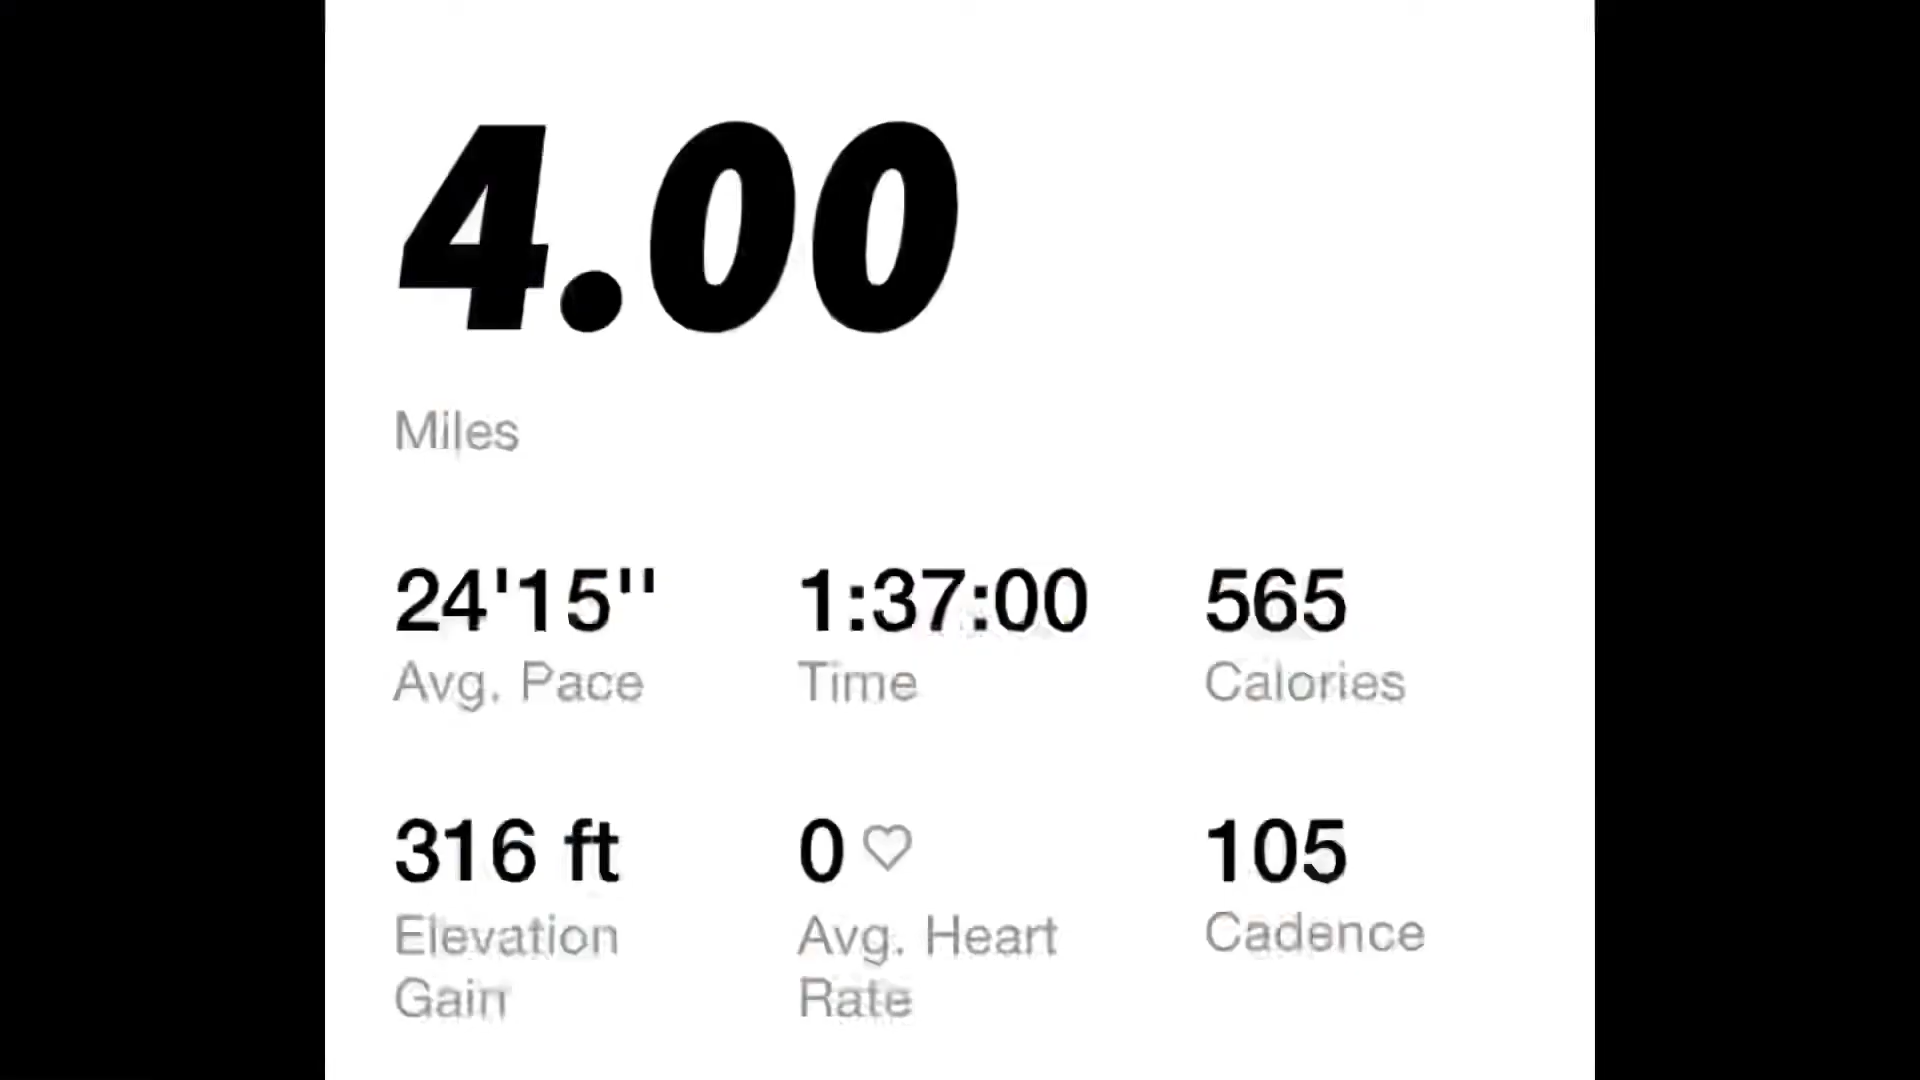 4.00
Miles
24'15'' 1:37:00 565
Avg. Pace Time Calories
316 ft 0 105
Elevation Gain Avg. Heart Rate Cadence